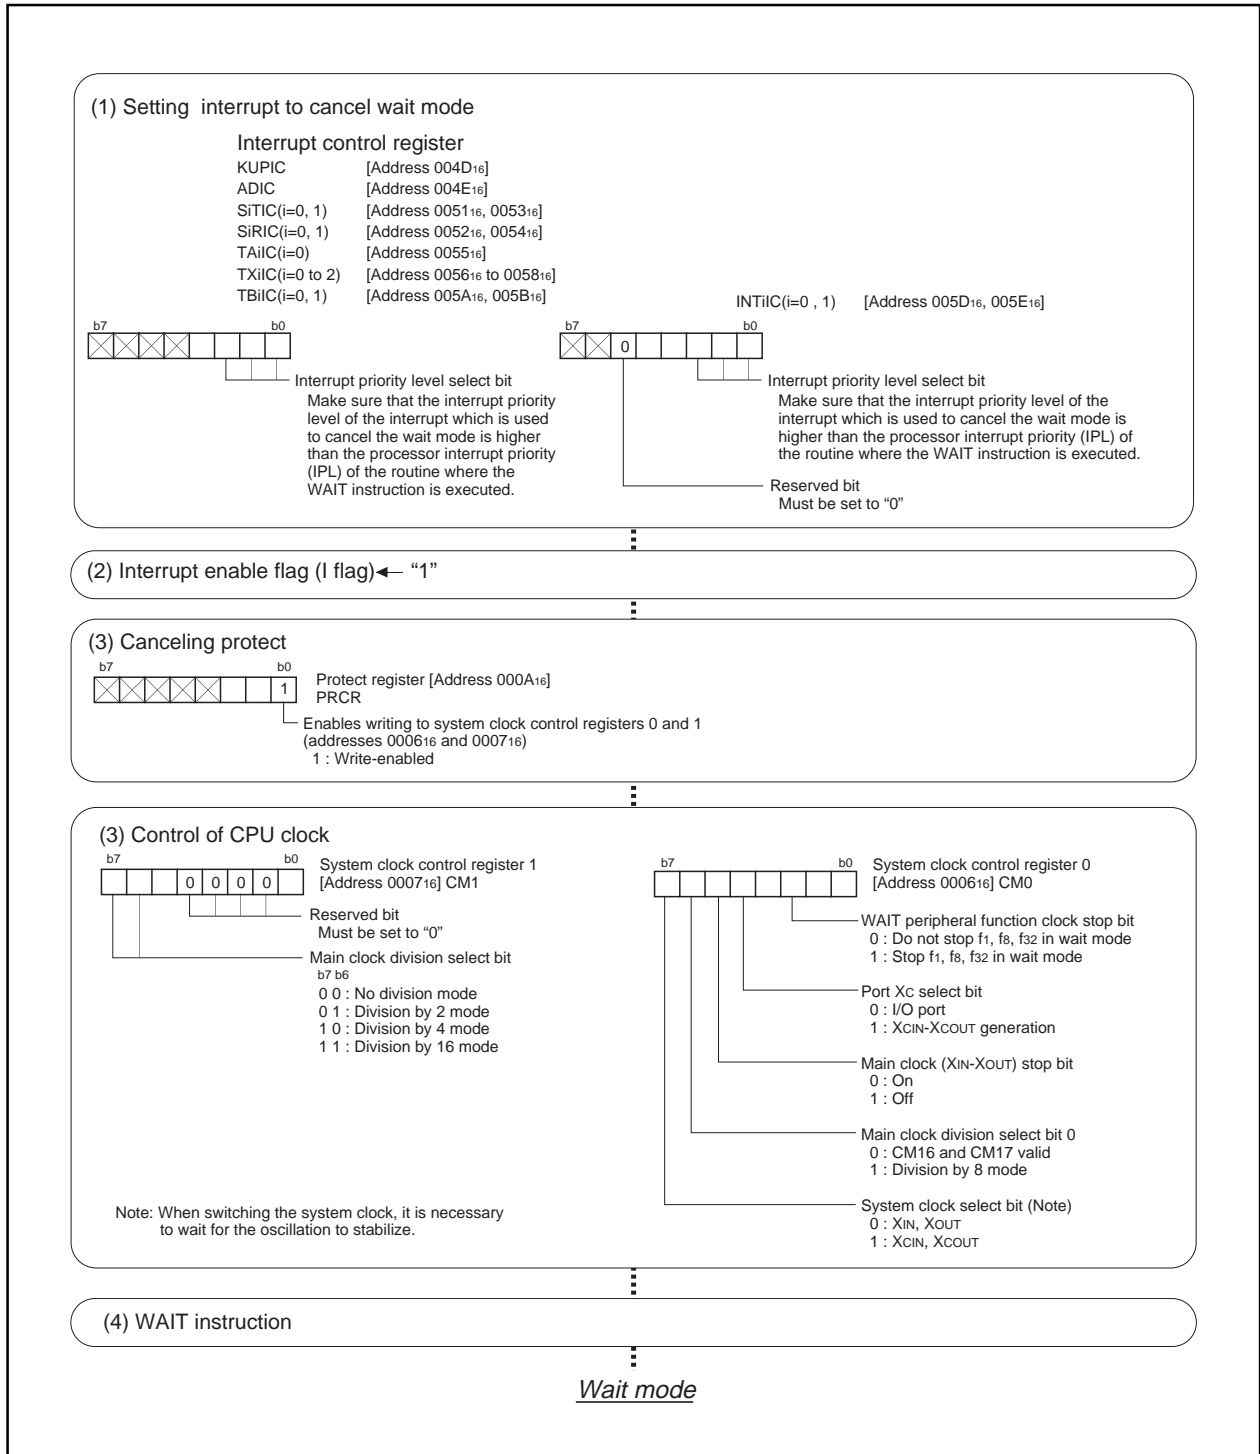 (1) Setting interrupt to cancel wait mode
Interrupt control register
KUPIC [Address 004D16]
ADIC [Address 004E16]
SiTIC(i=0, 1) [Address 005116, 005316]
SiRIC(i=0, 1) [Address 005216, 005416]
TAiIC(i=0) [Address 005516]
TXiIC(i=0 to 2) [Address 005616 to 005816]
TBiIC(i=0, 1) [Address 005A16, 005B16]
b7 b0
Interrupt priority level select bit
Make sure that the interrupt priority
level of the interrupt which is used
to cancel the wait mode is higher
than the processor interrupt priority
(IPL) of the routine where the
WAIT instruction is executed.
INTiIC(i=0 , 1) [Address 005D16, 005E16]
b7 b0
0
Interrupt priority level select bit
Make sure that the interrupt priority level of the
interrupt which is used to cancel the wait mode is
higher than the processor interrupt priority (IPL) of
the routine where the WAIT instruction is executed.
Reserved bit
Must be set to “0”
(2) Interrupt enable flag (I flag)← “1”
(3) Canceling protect
b7 b0
1
Protect register [Address 000A16]
PRCR
Enables writing to system clock control registers 0 and 1
(addresses 000616 and 000716)
1 : Write-enabled
(3) Control of CPU clock
b7 b0
0 0 0 0
System clock control register 1
[Address 000716] CM1
Reserved bit
Must be set to “0”
Main clock division select bit
b7 b6
0 0 : No division mode
0 1 : Division by 2 mode
1 0 : Division by 4 mode
1 1 : Division by 16 mode
Note: When switching the system clock, it is necessary
to wait for the oscillation to stabilize.
b7 b0
System clock control register 0
[Address 000616] CM0
WAIT peripheral function clock stop bit
0 : Do not stop f1, f8, f32 in wait mode
1 : Stop f1, f8, f32 in wait mode
Port XC select bit
0 : I/O port
1 : XCIN-XCOUT generation
Main clock (XIN-XOUT) stop bit
0 : On
1 : Off
Main clock division select bit 0
0 : CM16 and CM17 valid
1 : Division by 8 mode
System clock select bit (Note)
0 : XIN, XOUT
1 : XCIN, XCOUT
(4) WAIT instruction
Wait mode